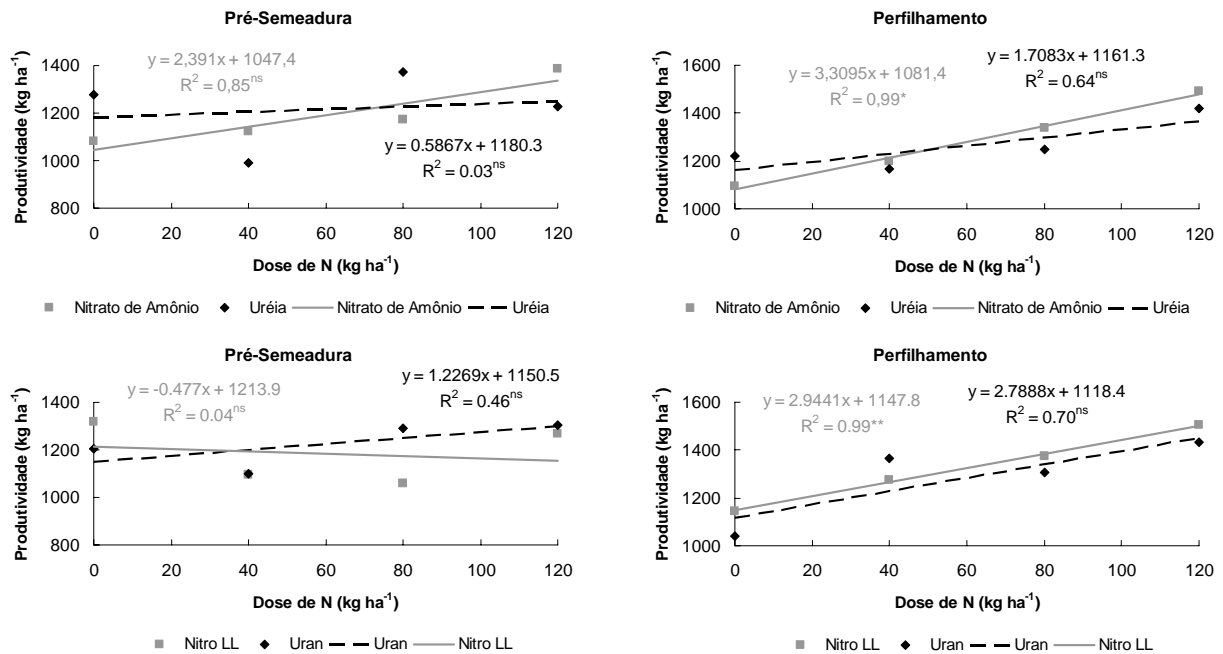 Pré-Semeadura
y = 2,391x + 1047,4
R² = 0,85ns
y = 0.5867x + 1180.3
R² = 0.03ns
Produtividade (kg ha⁻¹)
1400
1200
1000
800
0 20 40 60 80 100 120
Dose de N (kg ha⁻¹)
Nitrato de Amônio Uréia Nitrato de Amônio Uréia
Perfilhamento
y = 1.7083x + 1161.3
R² = 0.64ns
y = 3,3095x + 1081,4
R² = 0,99*
Produtividade (kg ha⁻¹)
1600
1400
1200
1000
0 20 40 60 80 100 120
Dose de N (kg ha⁻¹)
Nitrato de Amônio Uréia Nitrato de Amônio Uréia
Pré-Semeadura
y = -0.477x + 1213.9
R² = 0.04ns
y = 1.2269x + 1150.5
R² = 0.46ns
Produtividade (kg ha⁻¹)
1400
1200
1000
800
0 20 40 60 80 100 120
Dose de N (kg ha⁻¹)
Nitro LL Uran Uran Nitro LL
Perfilhamento
y = 2.9441x + 1147.8
R² = 0.99**
y = 2.7888x + 1118.4
R² = 0.70ns
Produtividade (kg ha⁻¹)
1600
1400
1200
1000
0 20 40 60 80 100 120
Dose de N (kg ha⁻¹)
Nitro LL Uran Uran Nitro LL